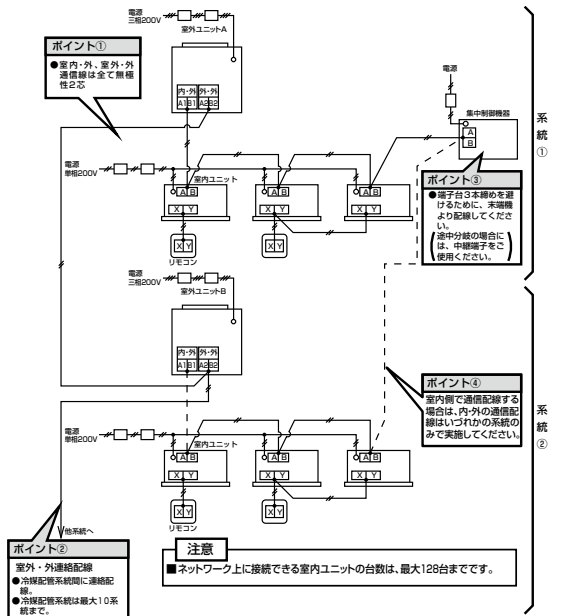 電源
三相200V
室外ユニットA
ポイント①
●室内・外、室外・外
通信線は全て無極
性2芯
内・外 外・外
A1 B1 A2 B2
電源
集中制御機器
A
B
系統①
電源
単相200V
室内ユニット
A B
A B
A B
X Y
X Y
X Y
X Y
リモコン
X Y
ポイント③
●端子台3本締めを避
けるために、末端機
より配線してくださ
い。
(途中分岐の場合に
は、中継端子をご
使用ください。)
電源
三相200V
室外ユニットB
内・外 外・外
A1 B1 A2 B2
ポイント④
室内側で通信配線する
場合は、内・外の通信配
線はいづれかの系統の
みで実施してください。
系統②
電源
単相200V
室内ユニット
A B
A B
A B
X Y
X Y
X Y
X Y
リモコン
X Y
他系統へ
ポイント②
室外・外連絡配線
●冷媒配管系統間に連絡配
線。
●冷媒配管系統は最大10系
統まで。
注意
■ネットワーク上に接続できる室内ユニットの台数は、最大128台までです。